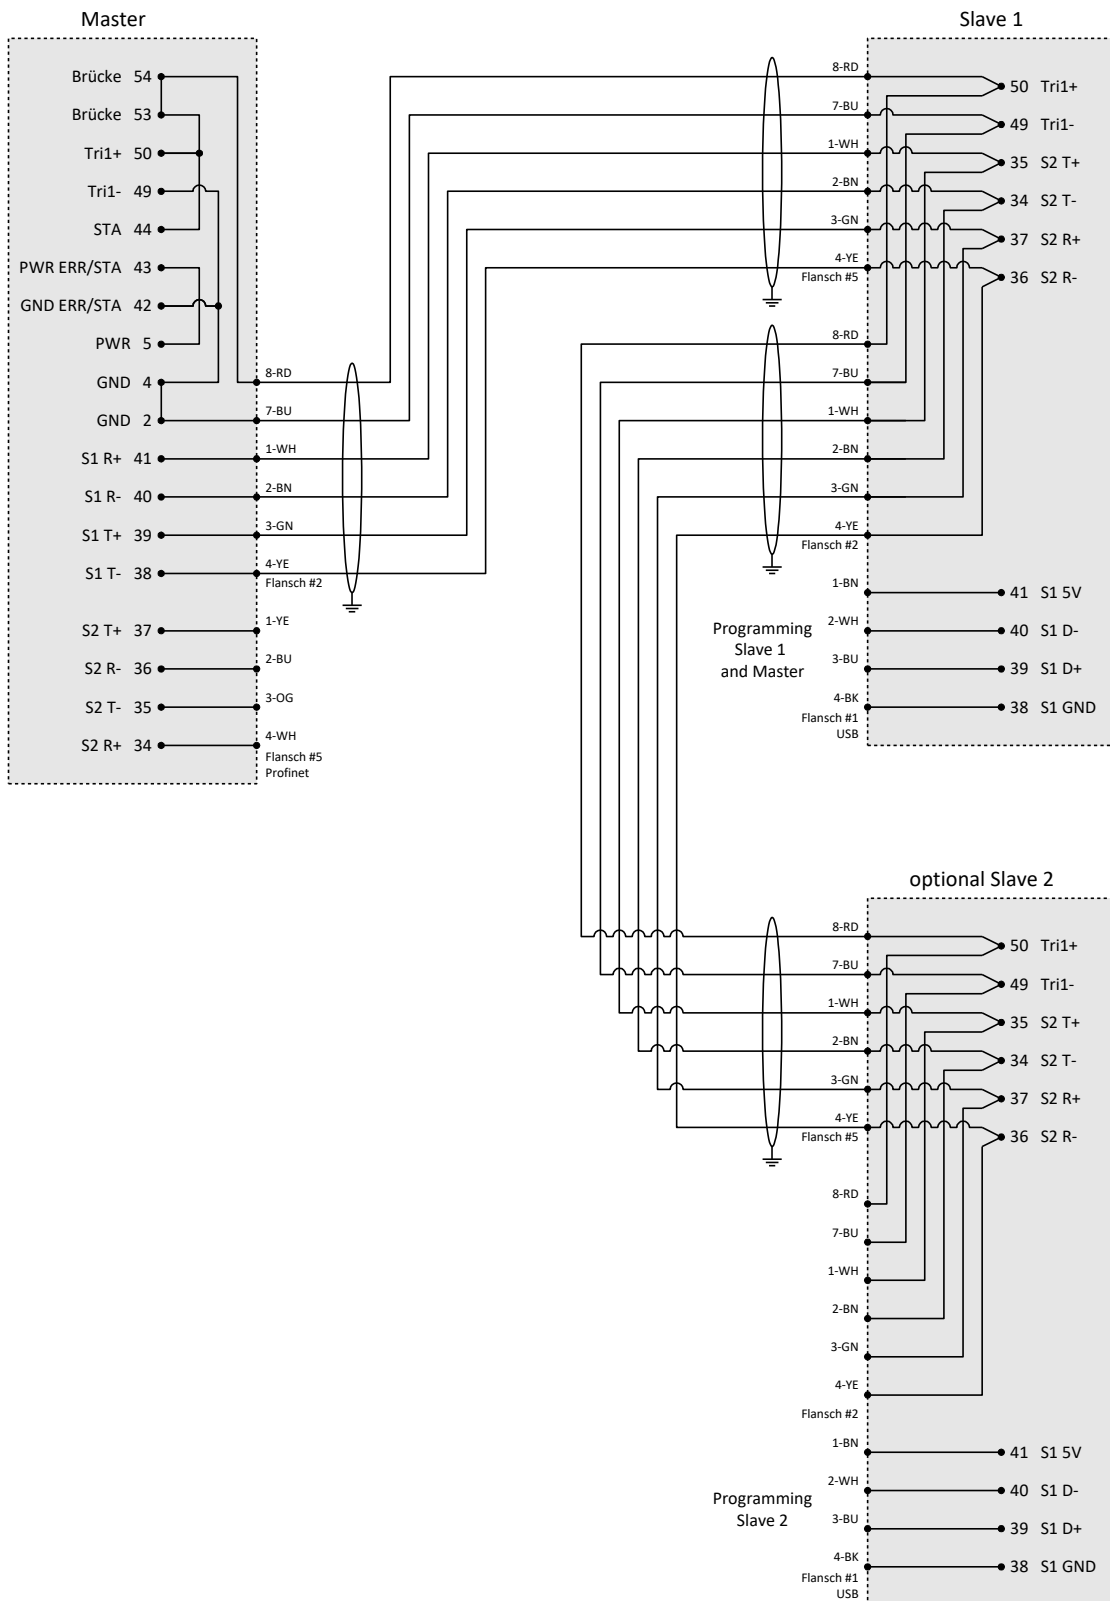 Master
Brücke 54
Brücke 53
Tri1+ 50
Tri1- 49
STA 44
PWR ERR/STA 43
GND ERR/STA 42
PWR 5
GND 4
GND 2
S1 R+ 41
S1 R- 40
S1 T+ 39
S1 T- 38
S2 T+ 37
S2 R- 36
S2 T- 35
S2 R+ 34
8-RD
7-BU
1-WH
2-BN
3-GN
4-YE
Flansch #2
1-YE
2-BU
3-OG
4-WH
Flansch #5
Profinet
Slave 1
8-RD
7-BU
1-WH
2-BN
3-GN
4-YE
Flansch #5
50 Tri1+
49 Tri1-
35 S2 T+
34 S2 T-
37 S2 R+
36 S2 R-
8-RD
7-BU
1-WH
2-BN
3-GN
4-YE
Flansch #2
Programming
Slave 1
and Master
1-BN
2-WH
3-BU
4-BK
Flansch #1
USB
41 S1 5V
40 S1 D-
39 S1 D+
38 S1 GND
optional Slave 2
8-RD
7-BU
1-WH
2-BN
3-GN
4-YE
Flansch #5
50 Tri1+
49 Tri1-
35 S2 T+
34 S2 T-
37 S2 R+
36 S2 R-
8-RD
7-BU
1-WH
2-BN
3-GN
4-YE
Flansch #2
Programming
Slave 2
1-BN
2-WH
3-BU
4-BK
Flansch #1
USB
41 S1 5V
40 S1 D-
39 S1 D+
38 S1 GND